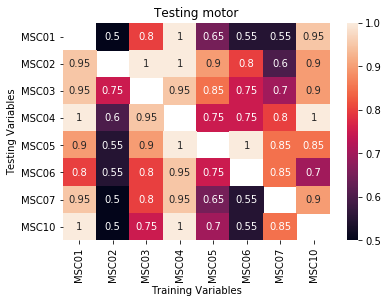 Testing motor
MSC01 0.5 0.8 1 0.65 0.55 0.55 0.95
MSC02 0.95 1 1 0.9 0.8 0.6 0.9
MSC03 0.95 0.75 0.95 0.85 0.75 0.7 0.9
MSC04 1 0.6 0.95 0.75 0.75 0.8 1
MSC05 0.9 0.55 0.9 1 1 0.85 0.85
MSC06 0.8 0.55 0.8 0.95 0.75 0.85 0.7
MSC07 0.95 0.5 0.8 1 0.65 0.55 0.9
MSC10 1 0.5 0.75 1 0.7 0.55 0.85
MSC01 MSC02 MSC03 MSC04 MSC05 MSC06 MSC07 MSC10
Training Variables
Testing Variables
1.0
0.9
0.8
0.7
0.6
0.5